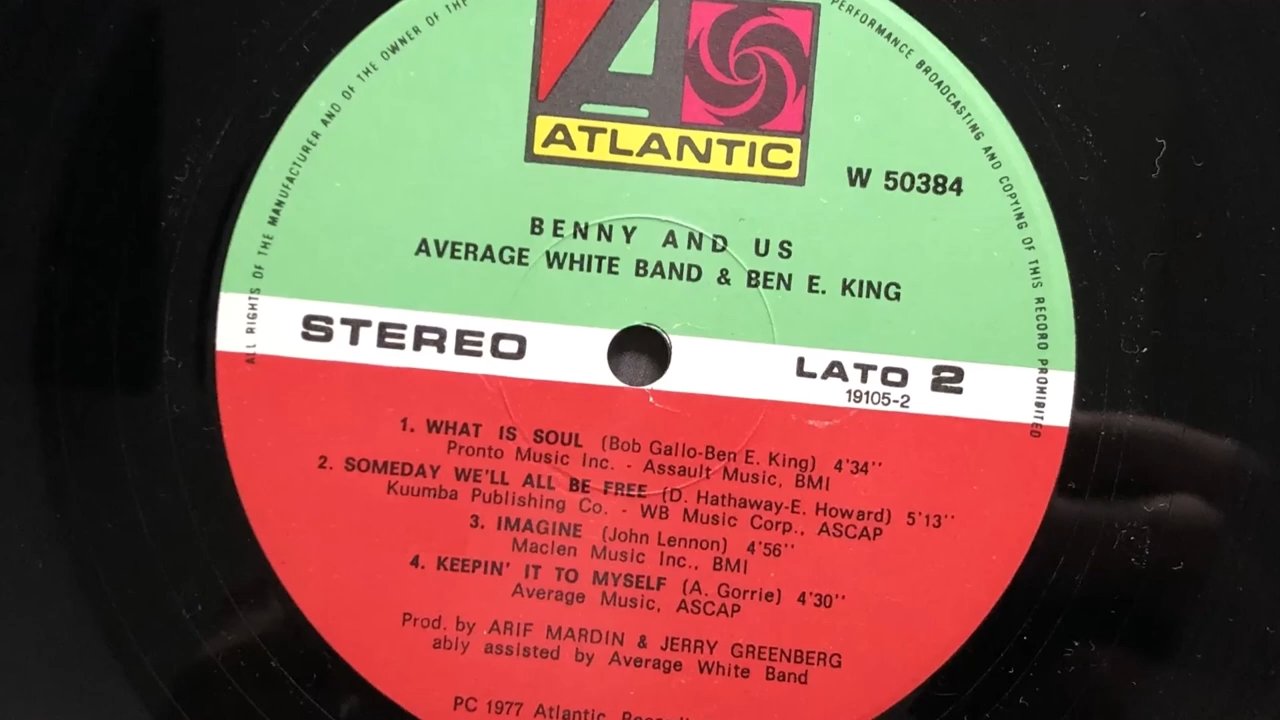 ALL RIGHTS OF THE MANUFACTURER AND OF THE OWNER OF THE
PERFORMANCE BROADCASTING AND COPYING OF THIS RECORD PROHIBITED
A
ATLANTIC
W 50384
BENNY AND US
AVERAGE WHITE BAND & BEN E. KING
STEREO
LATO 2
19105-2
1. WHAT IS SOUL (Bob Gallo-Ben E. King) 4'34''
Pronto Music Inc. - Assault Music, BMI
2. SOMEDAY WE'LL ALL BE FREE (D. Hathaway-E. Howard) 5'13''
Kuumba Publishing Co. - WB Music Corp., ASCAP
3. IMAGINE (John Lennon) 4'56''
Maclen Music Inc., BMI
4. KEEPIN' IT TO MYSELF (A. Gorrie) 4'30''
Average Music, ASCAP
Prod. by ARIF MARDIN & JERRY GREENBERG
ably assisted by Average White Band
PC 1977 Atlantic